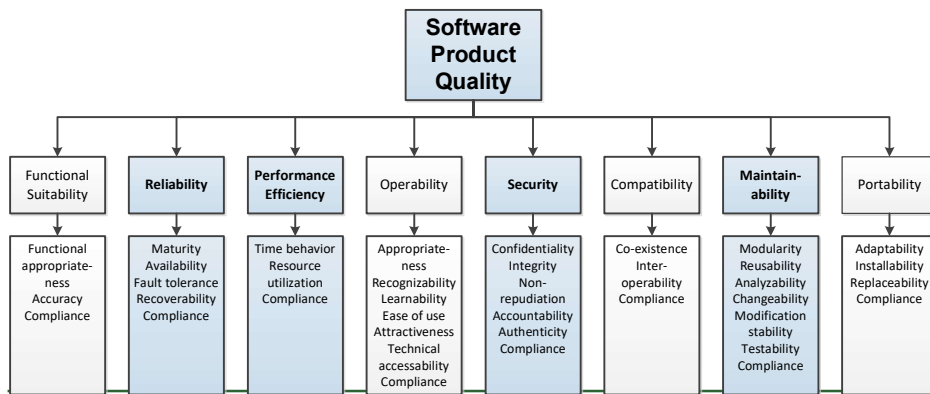 Software
Product
Quality
Functional
Suitability
Reliability
Performance
Efficiency
Operability
Security
Compatibility
Maintain-
ability
Portability
Functional
appropriate-
ness
Accuracy
Compliance
Maturity
Availability
Fault tolerance
Recoverability
Compliance
Time behavior
Resource
utilization
Compliance
Appropriate-
ness
Recognizability
Learnability
Ease of use
Attractiveness
Technical
accessability
Compliance
Confidentiality
Integrity
Non-
repudiation
Accountability
Authenticity
Compliance
Co-existence
Inter-
operability
Compliance
Modularity
Reusability
Analyzability
Changeability
Modification
stability
Testability
Compliance
Adaptability
Installability
Replaceability
Compliance